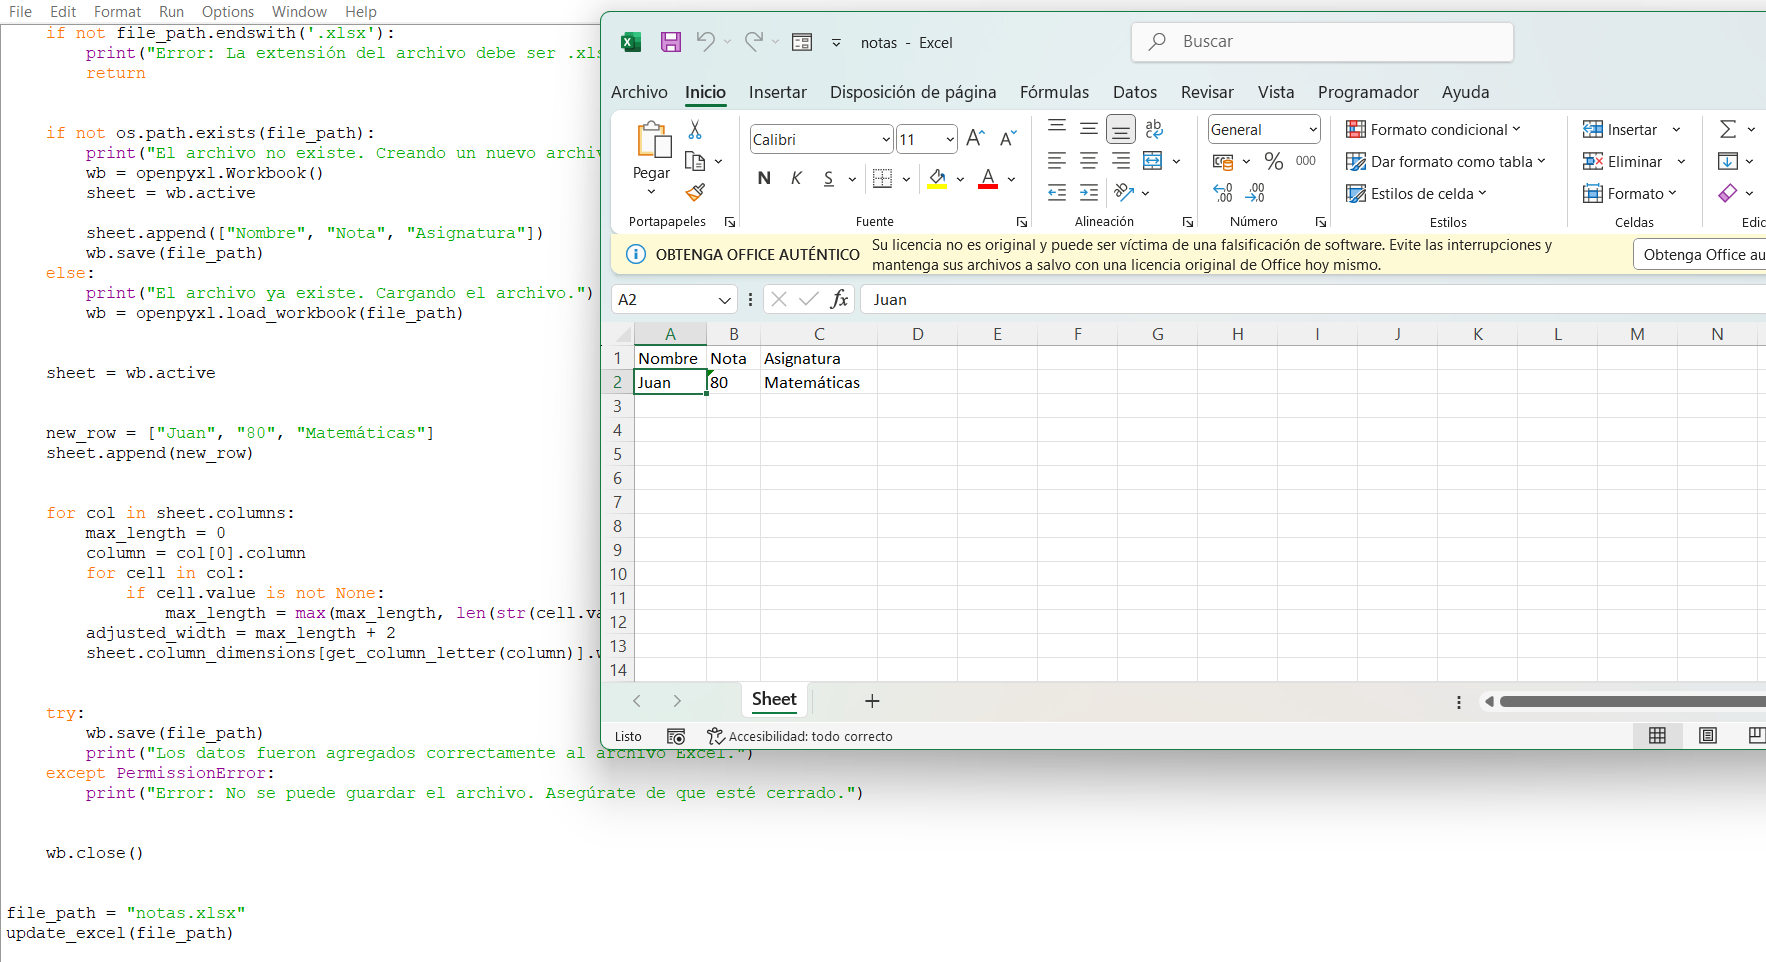 File Edit Format Run Options Window Help
if not file_path.endswith('.xlsx'):
print("Error: La extensión del archivo debe ser .xls
return
if not os.path.exists(file_path):
print("El archivo no existe. Creando un nuevo archiv
wb = openpyxl.Workbook()
sheet = wb.active
sheet.append(["Nombre", "Nota", "Asignatura"])
wb.save(file_path)
else:
print("El archivo ya existe. Cargando el archivo.")
wb = openpyxl.load_workbook(file_path)
sheet = wb.active
new_row = ["Juan", "80", "Matemáticas"]
sheet.append(new_row)
for col in sheet.columns:
max_length = 0
column = col[0].column
for cell in col:
if cell.value is not None:
max_length = max(max_length, len(str(cell.va
adjusted_width = max_length + 2
sheet.column_dimensions[get_column_letter(column)].w
try:
wb.save(file_path)
print("Los datos fueron agregados correctamente al archivo Excel.")
except PermissionError:
print("Error: No se puede guardar el archivo. Asegúrate de que esté cerrado.")
wb.close()
file_path = "notas.xlsx"
update_excel(file_path)
notas - Excel
Buscar
Archivo Inicio Insertar Disposición de página Fórmulas Datos Revisar Vista Programador Ayuda
Pegar
Portapapeles
Calibri 11
N K S
Fuente
ab
Alineación
General
% 000
,00 ,00
Número
Formato condicional
Dar formato como tabla
Estilos de celda
Estilos
Insertar
Eliminar
Formato
Celdas
Edic
OBTENGA OFFICE AUTÉNTICO Su licencia no es original y puede ser víctima de una falsificación de software. Evite las interrupciones y
mantenga sus archivos a salvo con una licencia original de Office hoy mismo.
Obtenga Office au
A2 fx Juan
A B C D E F G H I J K L M N
1 Nombre Nota Asignatura
2 Juan 80 Matemáticas
3
4
5
6
7
8
9
10
11
12
13
14
Sheet
Listo Accesibilidad: todo correcto